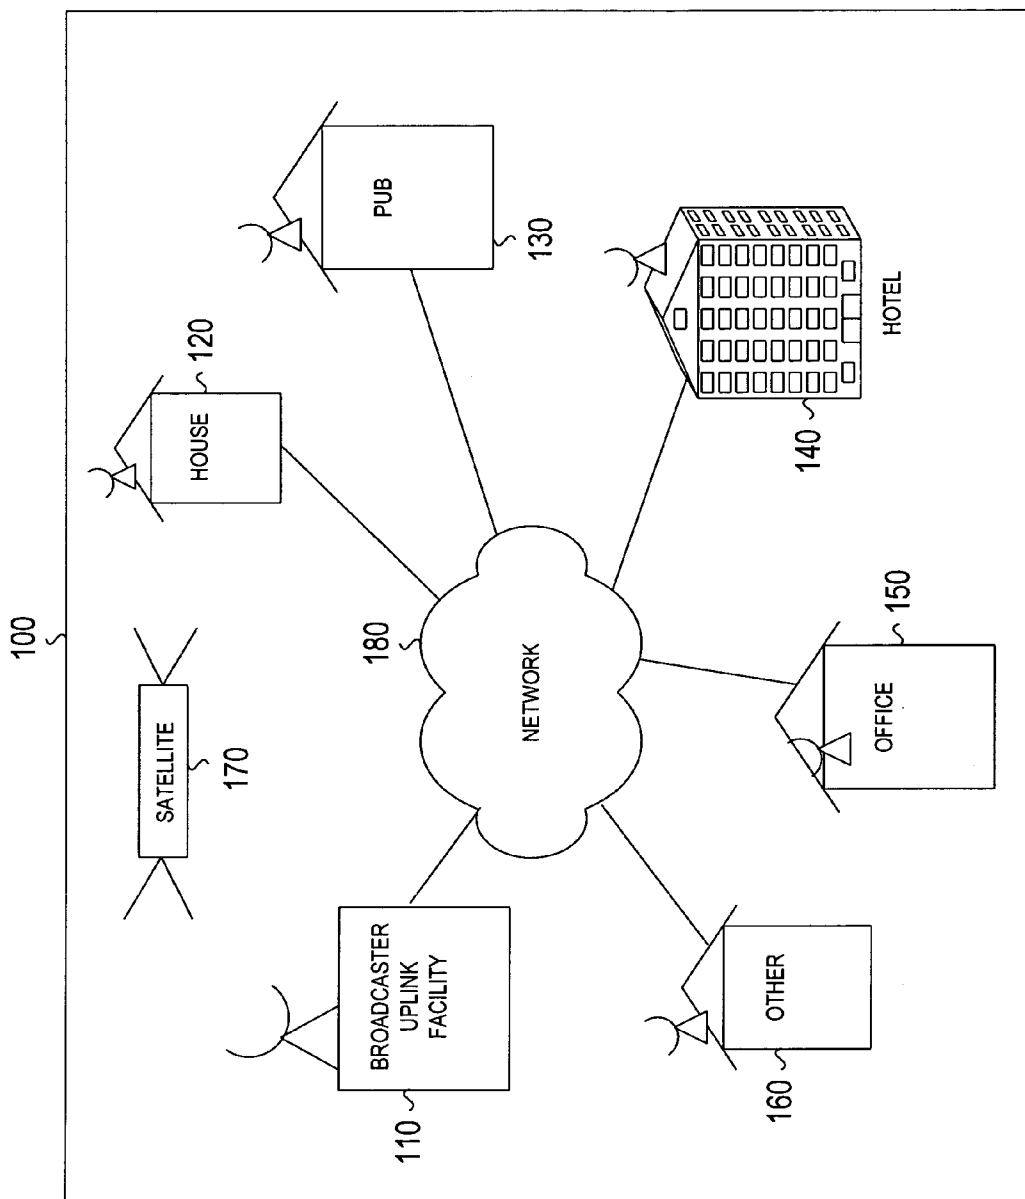 100
SATELLITE
170
HOUSE
120
PUB
130
BROADCASTER
UPLINK
FACILITY
110
NETWORK
180
HOTEL
140
OFFICE
150
OTHER
160